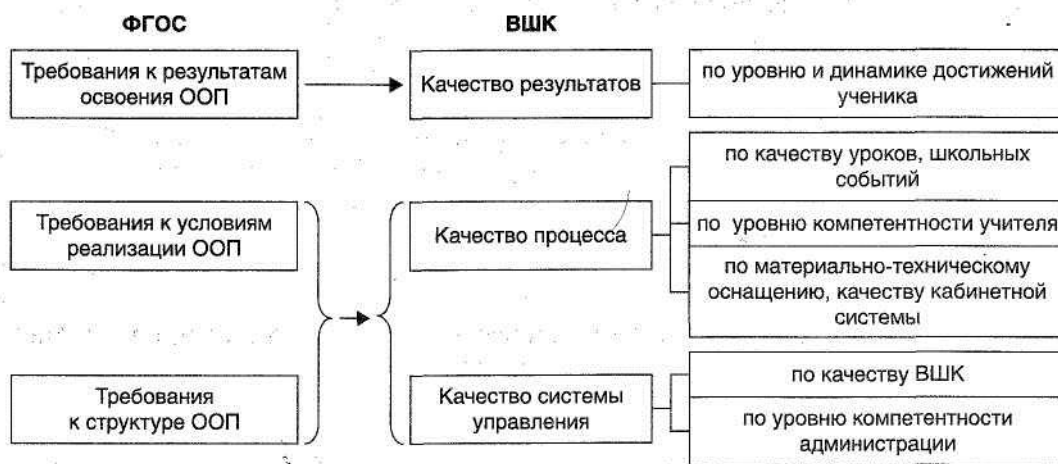 ФГОС
ВШК
Требования к результатам
освоения ООП
Качество результатов
по уровню и динамике достижений
ученика
Требования к условиям
реализации ООП
Качество процесса
по качеству уроков, школьных
событий
по уровню компетентности учителя
по материально-техническому
оснащению, качеству кабинетной
системы
Требования
к структуре ООП
Качество системы
управления
по качеству ВШК
по уровню компетентности
администрации